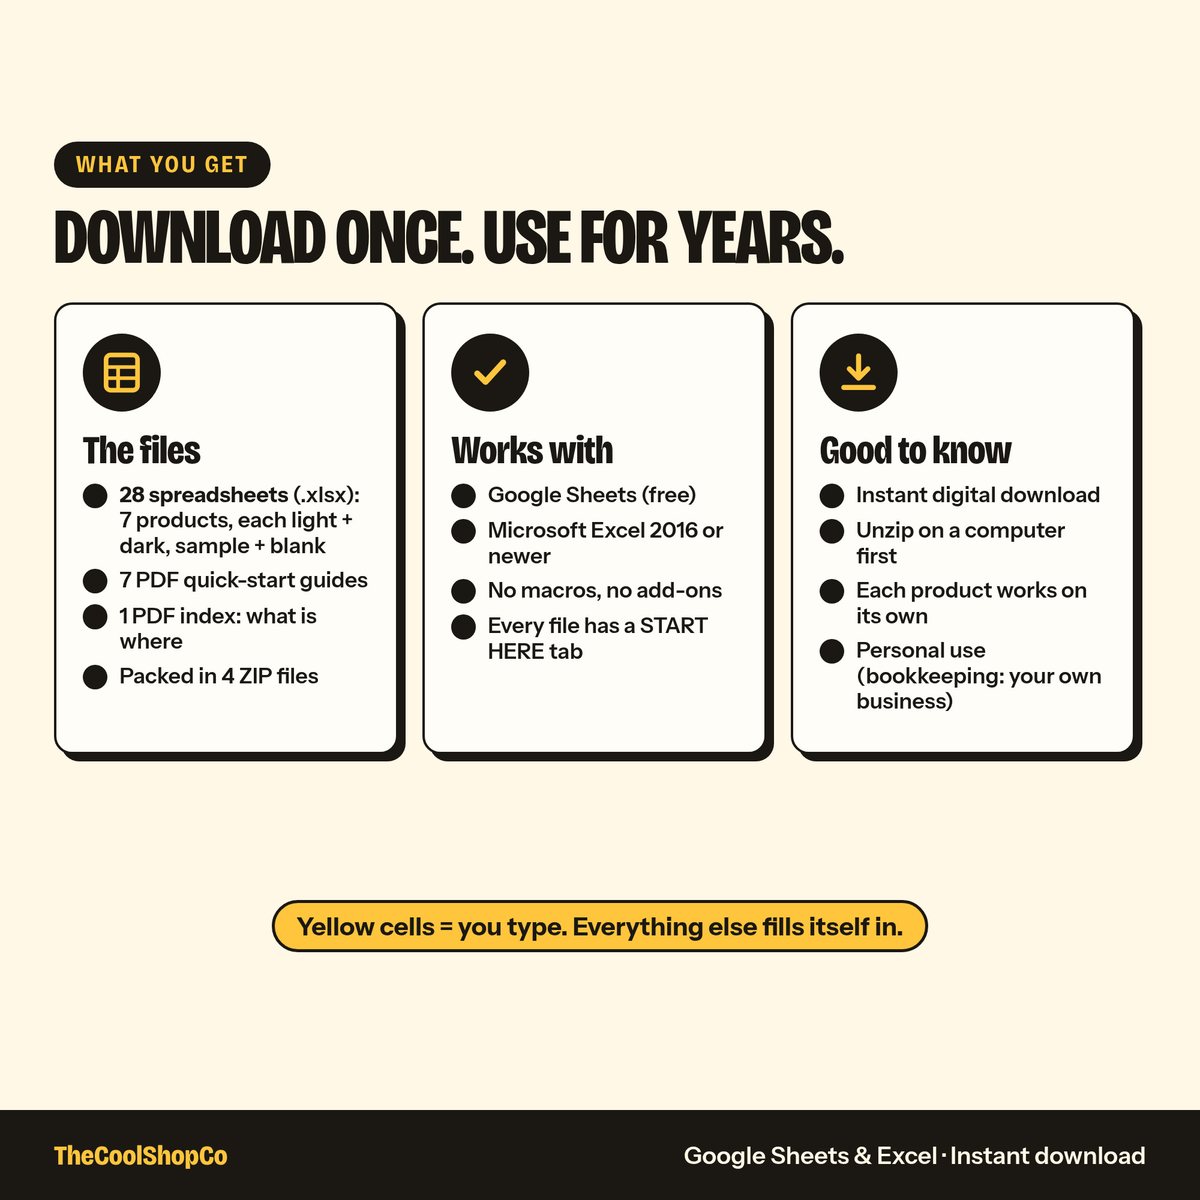 WHAT YOU GET
DOWNLOAD ONCE. USE FOR YEARS.
The files
28 spreadsheets (.xlsx):
7 products, each light +
dark, sample + blank
7 PDF quick-start guides
1 PDF index: what is
where
Packed in 4 ZIP files
Works with
Google Sheets (free)
Microsoft Excel 2016 or
newer
No macros, no add-ons
Every file has a START
HERE tab
Good to know
Instant digital download
Unzip on a computer
first
Each product works on
its own
Personal use
(bookkeeping: your own
business)
Yellow cells = you type. Everything else fills itself in.
TheCoolShopCo
Google Sheets & Excel · Instant download